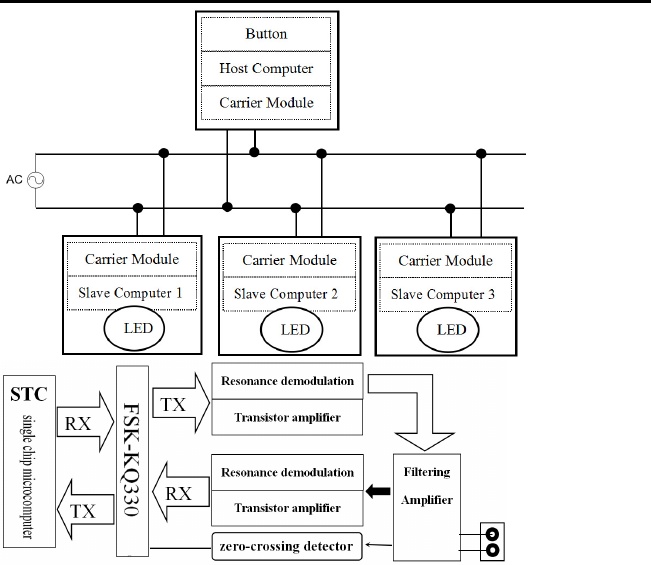 Button
Host Computer
Carrier Module
AC
Carrier Module
Slave Computer 1
LED
Carrier Module
Slave Computer 2
LED
Carrier Module
Slave Computer 3
LED
STC
single chip microcomputer
RX
TX
FSK-KQ330
TX
RX
Resonance demodulation
Transistor amplifier
Resonance demodulation
Transistor amplifier
zero-crossing detector
Filtering
Amplifier